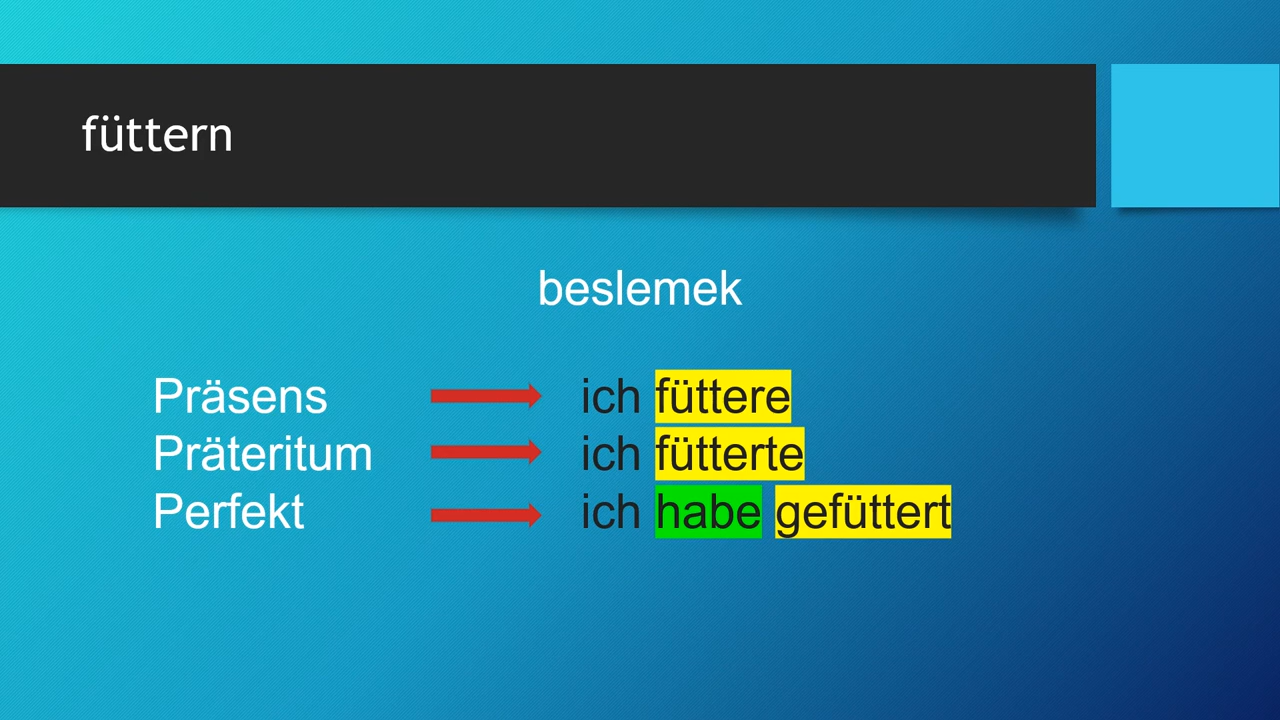 füttern
beslemek
Präsens ich füttere
Präteritum ich fütterte
Perfekt ich habe gefüttert